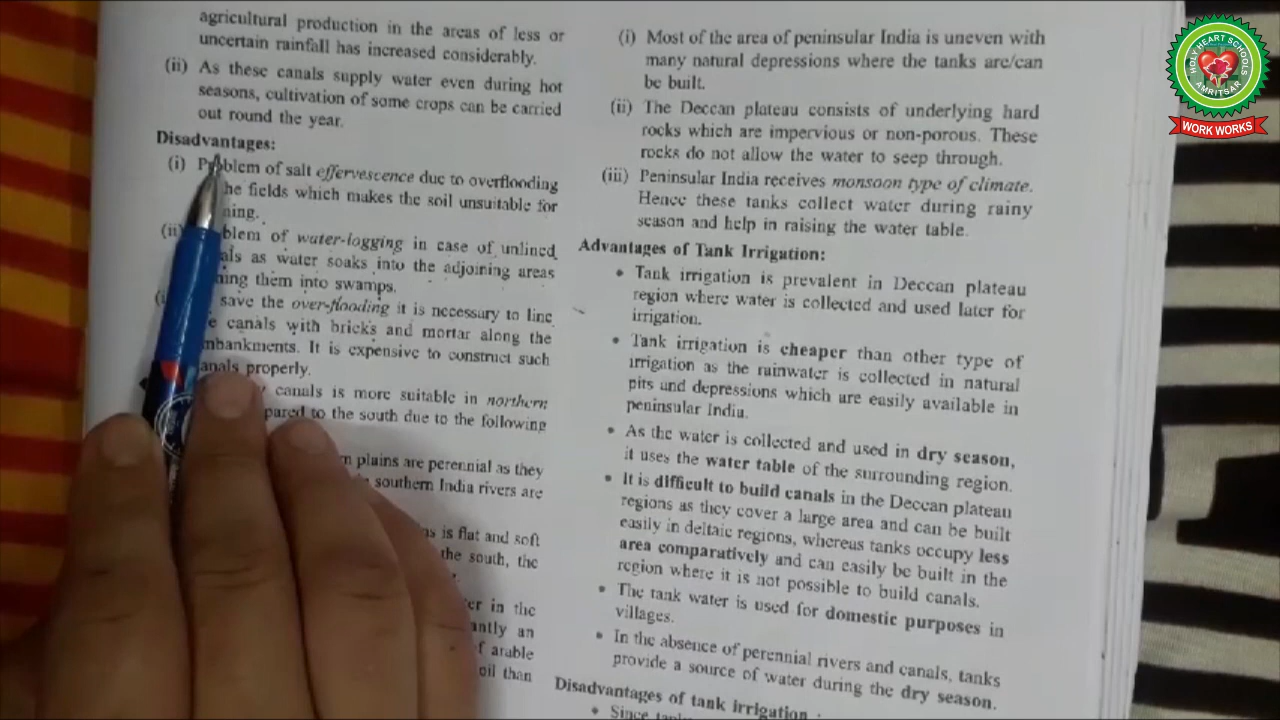 agricultural production in the areas of less or
uncertain rainfall has increased considerably.
(ii) As these canals supply water even during hot
seasons, cultivation of some crops can be carried
out round the year.
Disadvantages:
(i) Problem of salt effervescence due to overflooding
he fields which makes the soil unsuitable for
ning.
(ii) blem of water-logging in case of unlined
als as water soaks into the adjoining areas
ning them into swamps.
save the over-flooding it is necessary to line
e canals with bricks and mortar along the
mbankments. It is expensive to construct such
anals properly.
canals is more suitable in northern
pared to the south due to the following
n plains are perennial as they
southern India rivers are
ns is flat and soft
the south, the
er in the
antly an
f arable
oil than
(i) Most of the area of peninsular India is uneven with
many natural depressions where the tanks are/can
be built.
(ii) The Deccan plateau consists of underlying hard
rocks which are impervious or non-porous. These
rocks do not allow the water to seep through.
(iii) Peninsular India receives monsoon type of climate.
Hence these tanks collect water during rainy
season and help in raising the water table.
Advantages of Tank Irrigation:
• Tank irrigation is prevalent in Deccan plateau
region where water is collected and used later for
irrigation.
• Tank irrigation is cheaper than other type of
irrigation as the rainwater is collected in natural
pits and depressions which are easily available in
peninsular India.
• As the water is collected and used in dry season,
it uses the water table of the surrounding region.
• It is difficult to build canals in the Deccan plateau
regions as they cover a large area and can be built
easily in deltaic regions, whereas tanks occupy less
area comparatively and can easily be built in the
region where it is not possible to build canals.
• The tank water is used for domestic purposes in
villages.
• In the absence of perennial rivers and canals, tanks
provide a source of water during the dry season.
Disadvantages of tank irrigation :
• Since
HOLY HEART SCHOOLS
AMRITSAR
WORK WORKS